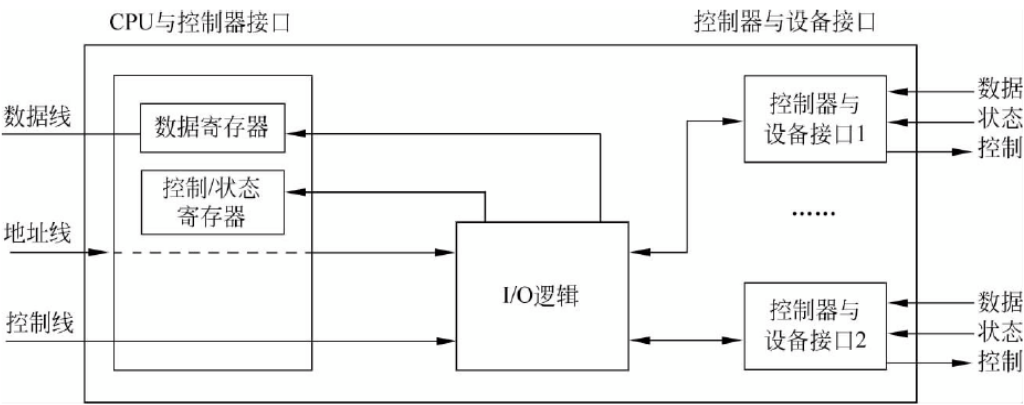 CPU与控制器接口
控制器与设备接口
数据线
数据寄存器
控制/状态
寄存器
地址线
控制线
I/O逻辑
控制器与
设备接口1
数据
状态
控制
……
控制器与
设备接口2
数据
状态
控制